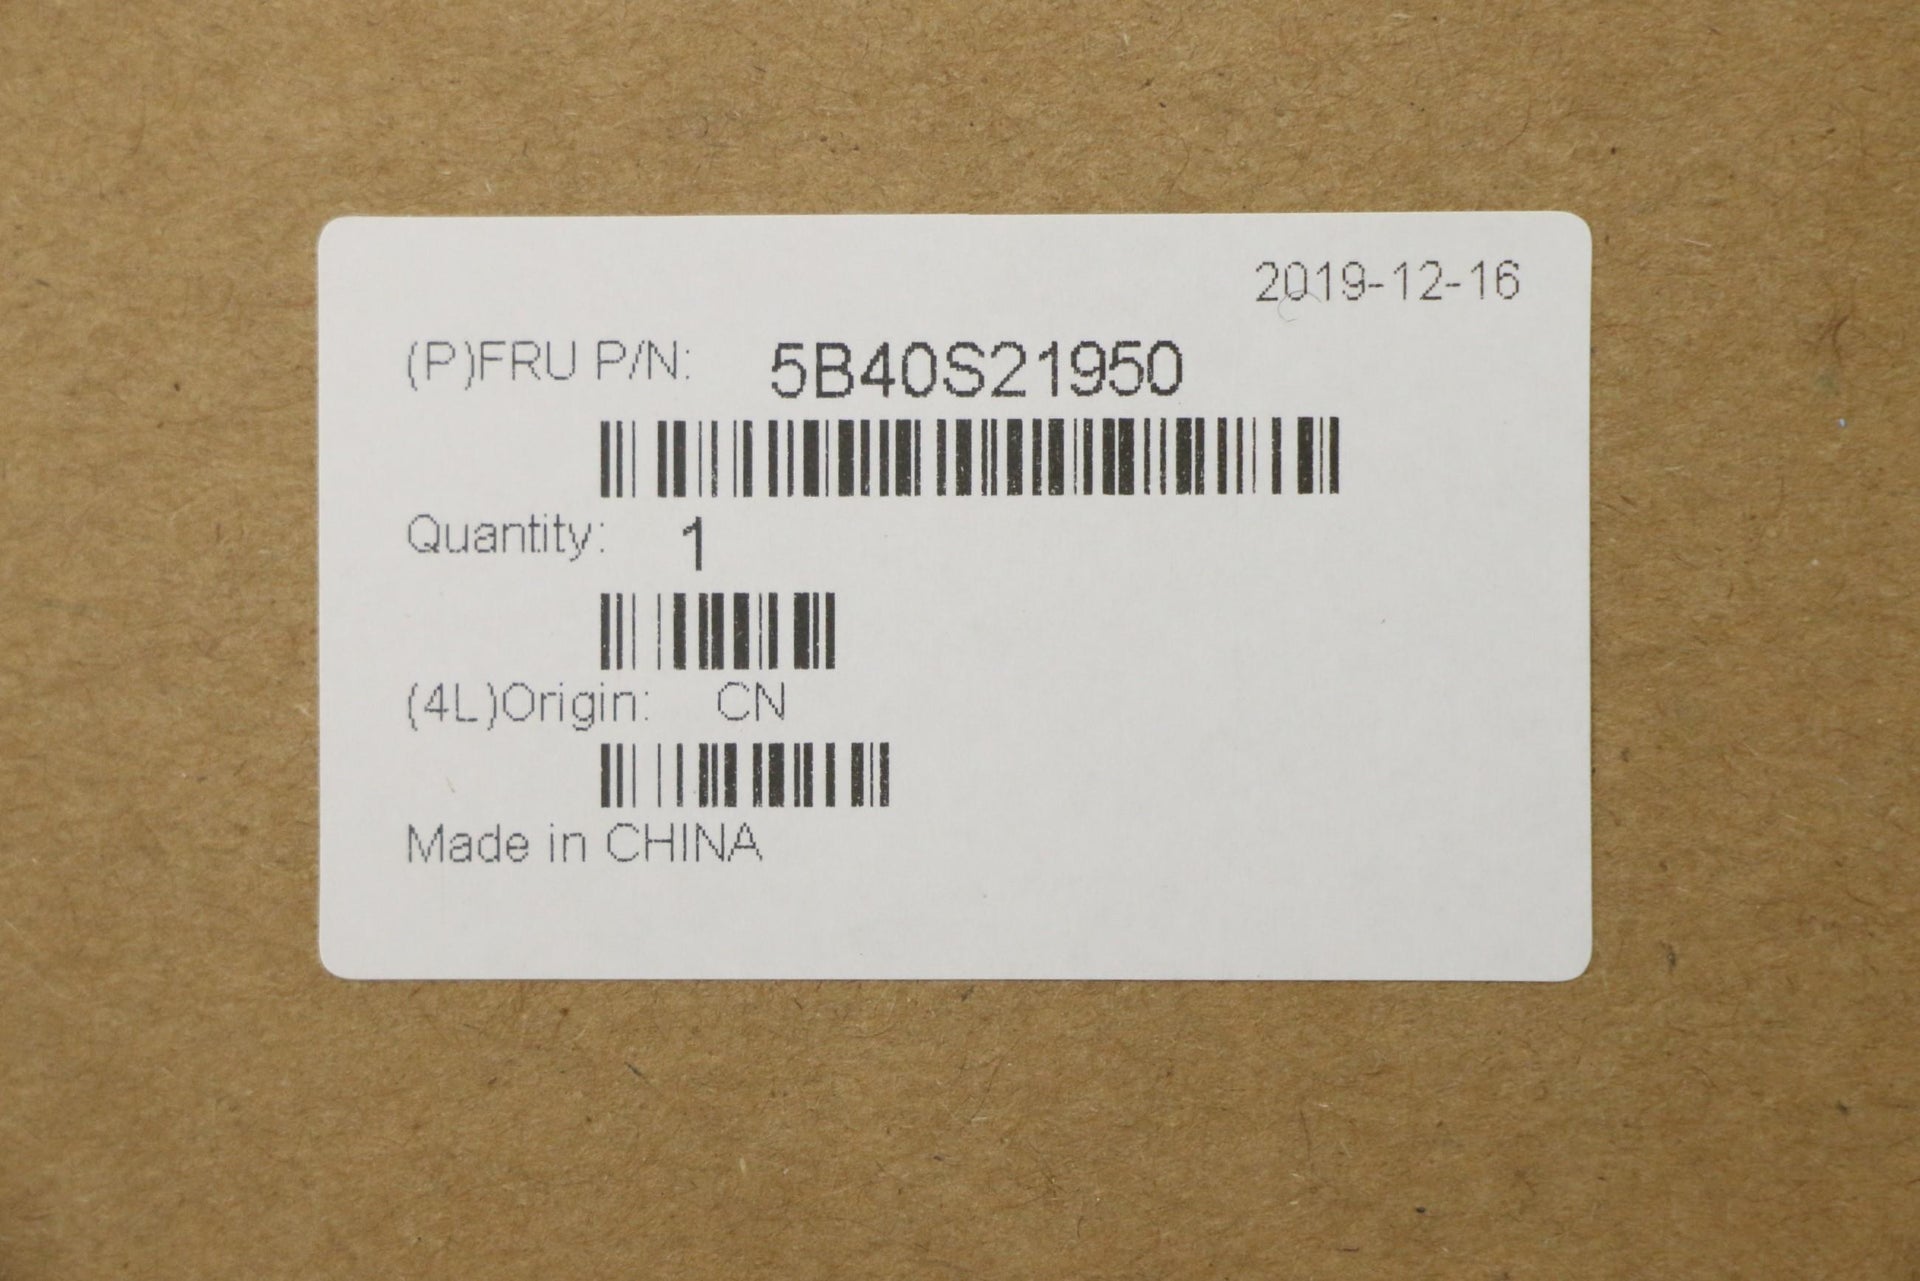 2019-12-16
(P)FRU P/N: 5B40S21950
Quantity: 1
(4L)Origin: CN
Made in CHINA